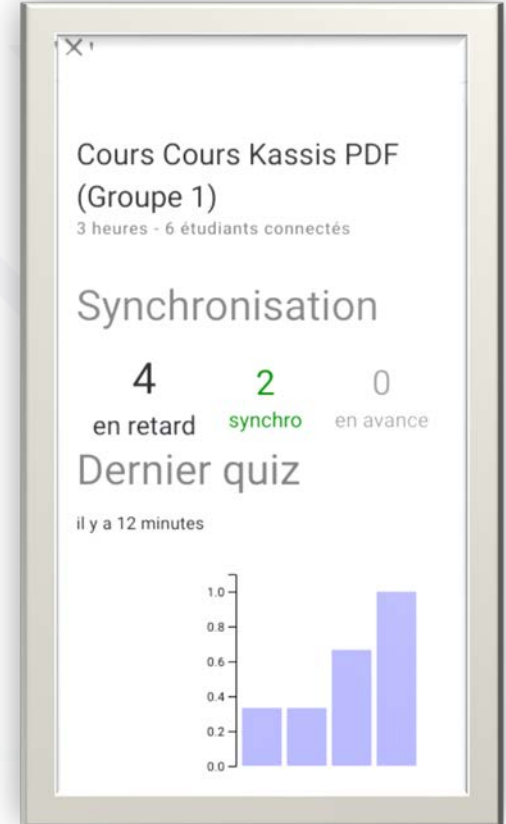 Cours Cours Kassis PDF
(Groupe 1)
3 heures - 6 étudiants connectés
Synchronisation
4 2 0
en retard synchro en avance
Dernier quiz
il y a 12 minutes
1.0
0.8
0.6
0.4
0.2
0.0